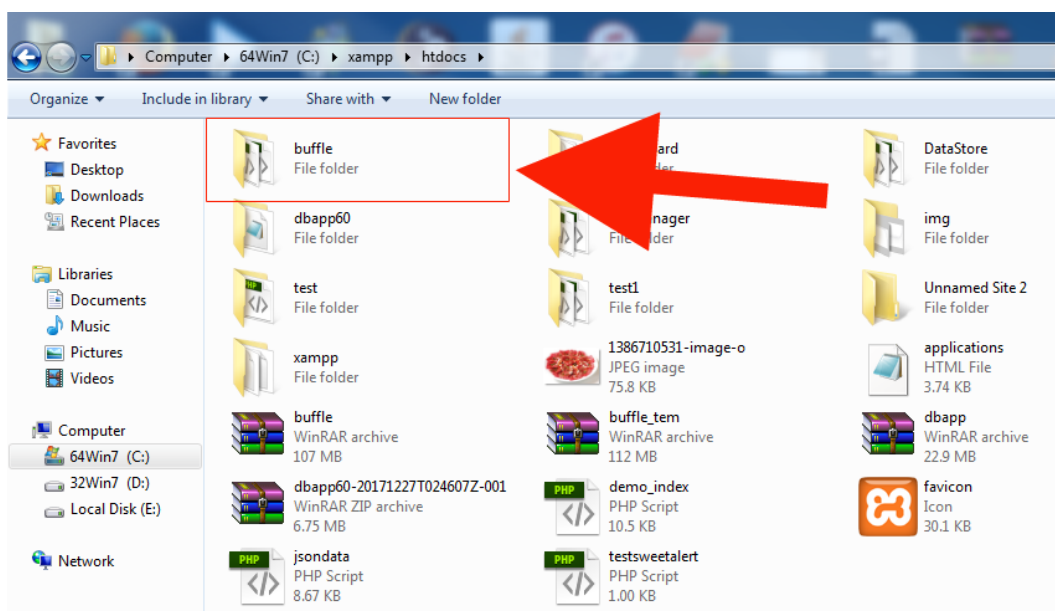 Computer ▸ 64Win7 (C:) ▸ xampp ▸ htdocs ▸
Organize ▾ Include in library ▾ Share with ▾ New folder
Favorites
Desktop
Downloads
Recent Places
Libraries
Documents
Music
Pictures
Videos
Computer
64Win7 (C:)
32Win7 (D:)
Local Disk (E:)
Network
buffle
File folder
ard
DataStore
File folder
dbapp60
File folder
nager
img
File folder
test
File folder
PHP
test1
File folder
Unnamed Site 2
File folder
xampp
File folder
1386710531-image-o
JPEG image
75.8 KB
applications
HTML File
3.74 KB
buffle
WinRAR archive
107 MB
buffle_tem
WinRAR archive
112 MB
dbapp
WinRAR archive
22.9 MB
dbapp60-20171227T024607Z-001
WinRAR ZIP archive
6.75 MB
PHP
demo_index
PHP Script
10.5 KB
favicon
Icon
30.1 KB
PHP
jsondata
PHP Script
8.67 KB
PHP
testsweetalert
PHP Script
1.00 KB